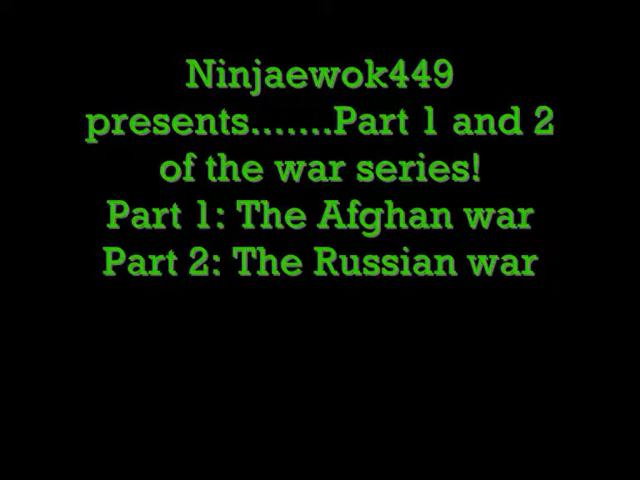 Ninjaewok449
presents.......Part 1 and 2
of the war series!
Part 1: The Afghan war
Part 2: The Russian war